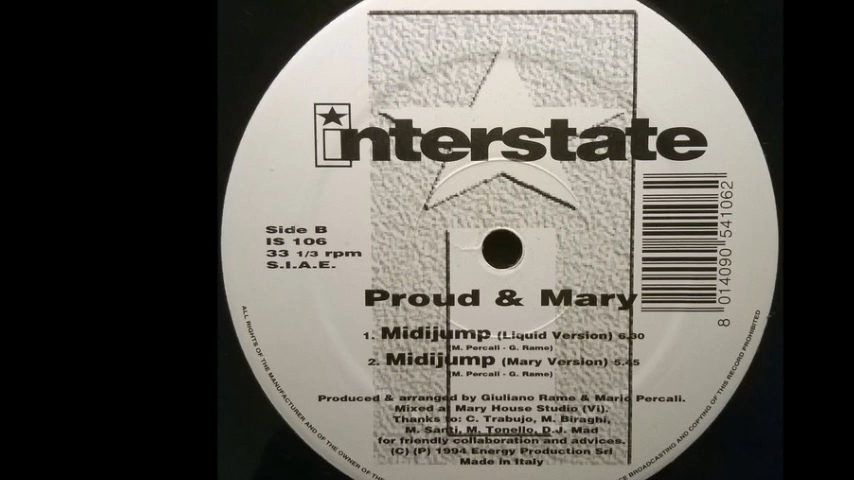 interstate
Side B
IS 106
33 1/3 rpm
S.I.A.E.
8 014090 541062
Proud & Mary
1. Midijump (Liquid Version) 6.30
(M. Percali - G. Rame)
2. Midijump (Mary Version) 5.45
(M. Percali - G. Rame)
Produced & arranged by Giuliano Rame & Mario Percali.
Mixed at Mary House Studio (Vi).
Thanks to: C. Trabujo, M. Biraghi,
M. Santi, M. Tonello, D.J. Mad
for friendly collaboration and advices.
(C) (P) 1994 Energy Production Srl
Made in Italy
ALL RIGHTS OF THE MANUFACTURER AND OF THE OWNER OF THE
BROADCASTING AND COPYING OF THIS RECORD PROHIBITED